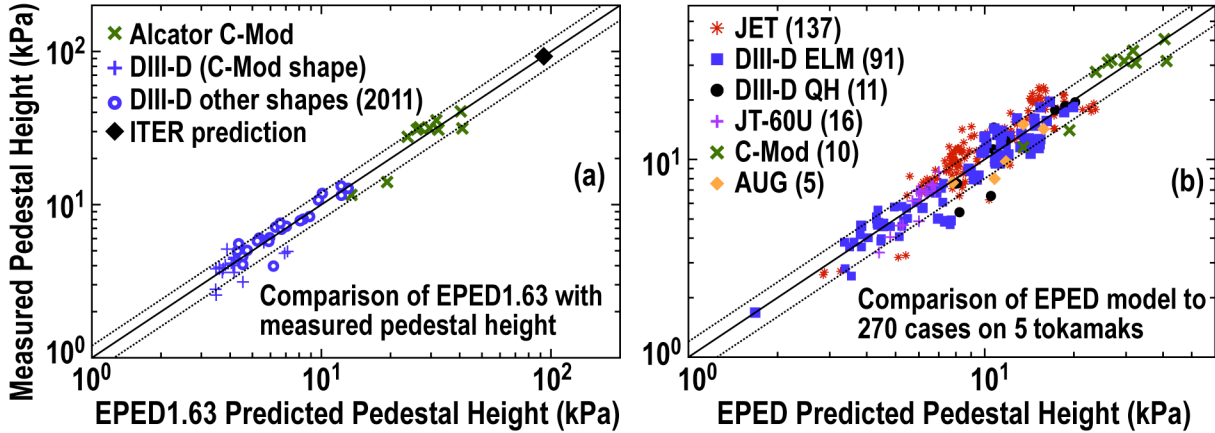 Measured Pedestal Height (kPa)
10²
10¹
10⁰
Alcator C-Mod
DIII-D (C-Mod shape)
DIII-D other shapes (2011)
ITER prediction
(a)
Comparison of EPED1.63 with
measured pedestal height
10⁰
10¹
10²
EPED1.63 Predicted Pedestal Height (kPa)
10¹
10⁰
JET (137)
DIII-D ELM (91)
DIII-D QH (11)
JT-60U (16)
C-Mod (10)
AUG (5)
(b)
Comparison of EPED model to
270 cases on 5 tokamaks
10⁰
10¹
EPED Predicted Pedestal Height (kPa)